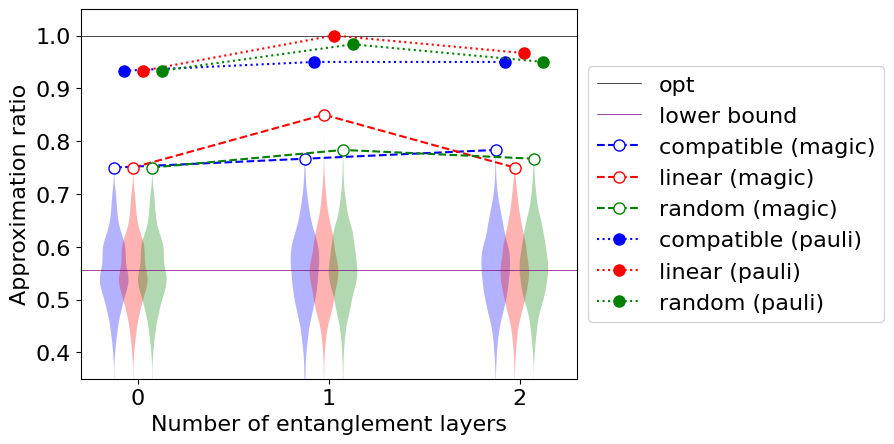 Approximation ratio
1.0
0.9
0.8
0.7
0.6
0.5
0.4
0
1
2
Number of entanglement layers
opt
lower bound
compatible (magic)
linear (magic)
random (magic)
compatible (pauli)
linear (pauli)
random (pauli)